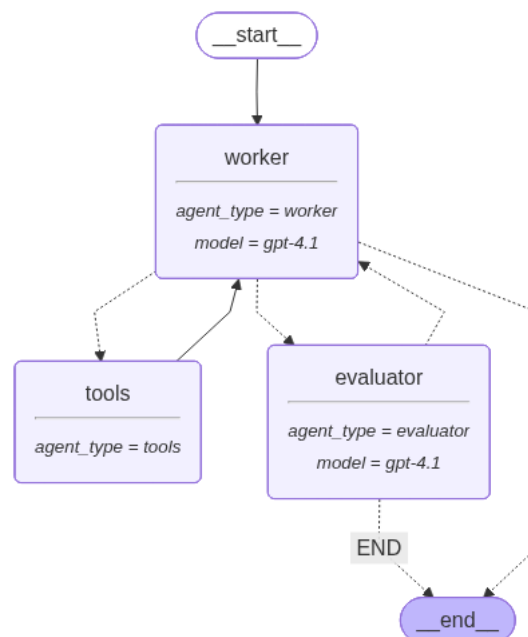 __start__
worker
agent_type = worker
model = gpt-4.1
tools
agent_type = tools
evaluator
agent_type = evaluator
model = gpt-4.1
END
__end__